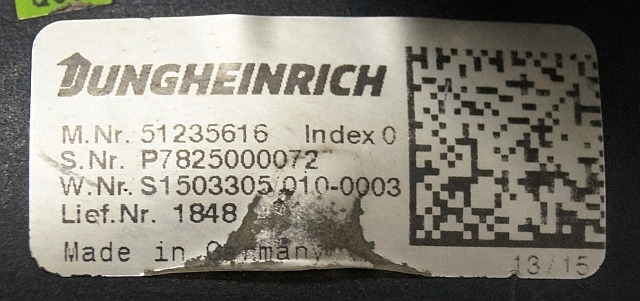 JUNGHEINRICH
M.Nr. 51235616 Index 0
S.Nr. P7825000072
W.Nr. S1503305/010-0003
Lief.Nr. 1848
Made in Germany
13/15